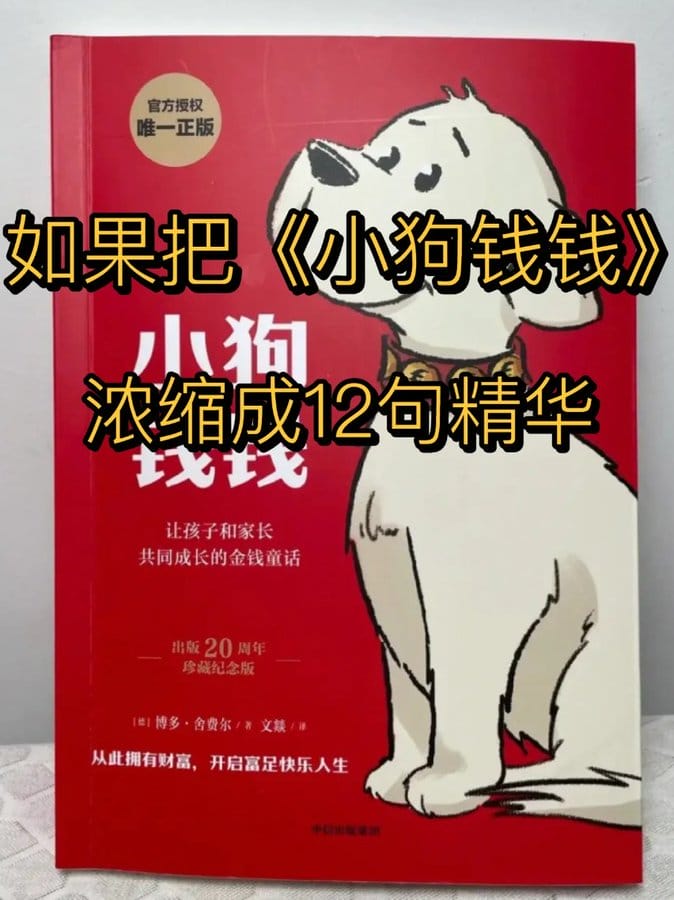 官方授权
唯一正版
如果把《小狗钱钱》
小狗
浓缩成12句精华
钱钱
让孩子和家长
共同成长的金钱童话
出版20周年
珍藏纪念版
[德] 博多·舍费尔/著 文燚/译
从此拥有财富，开启富足快乐人生
中信出版集团